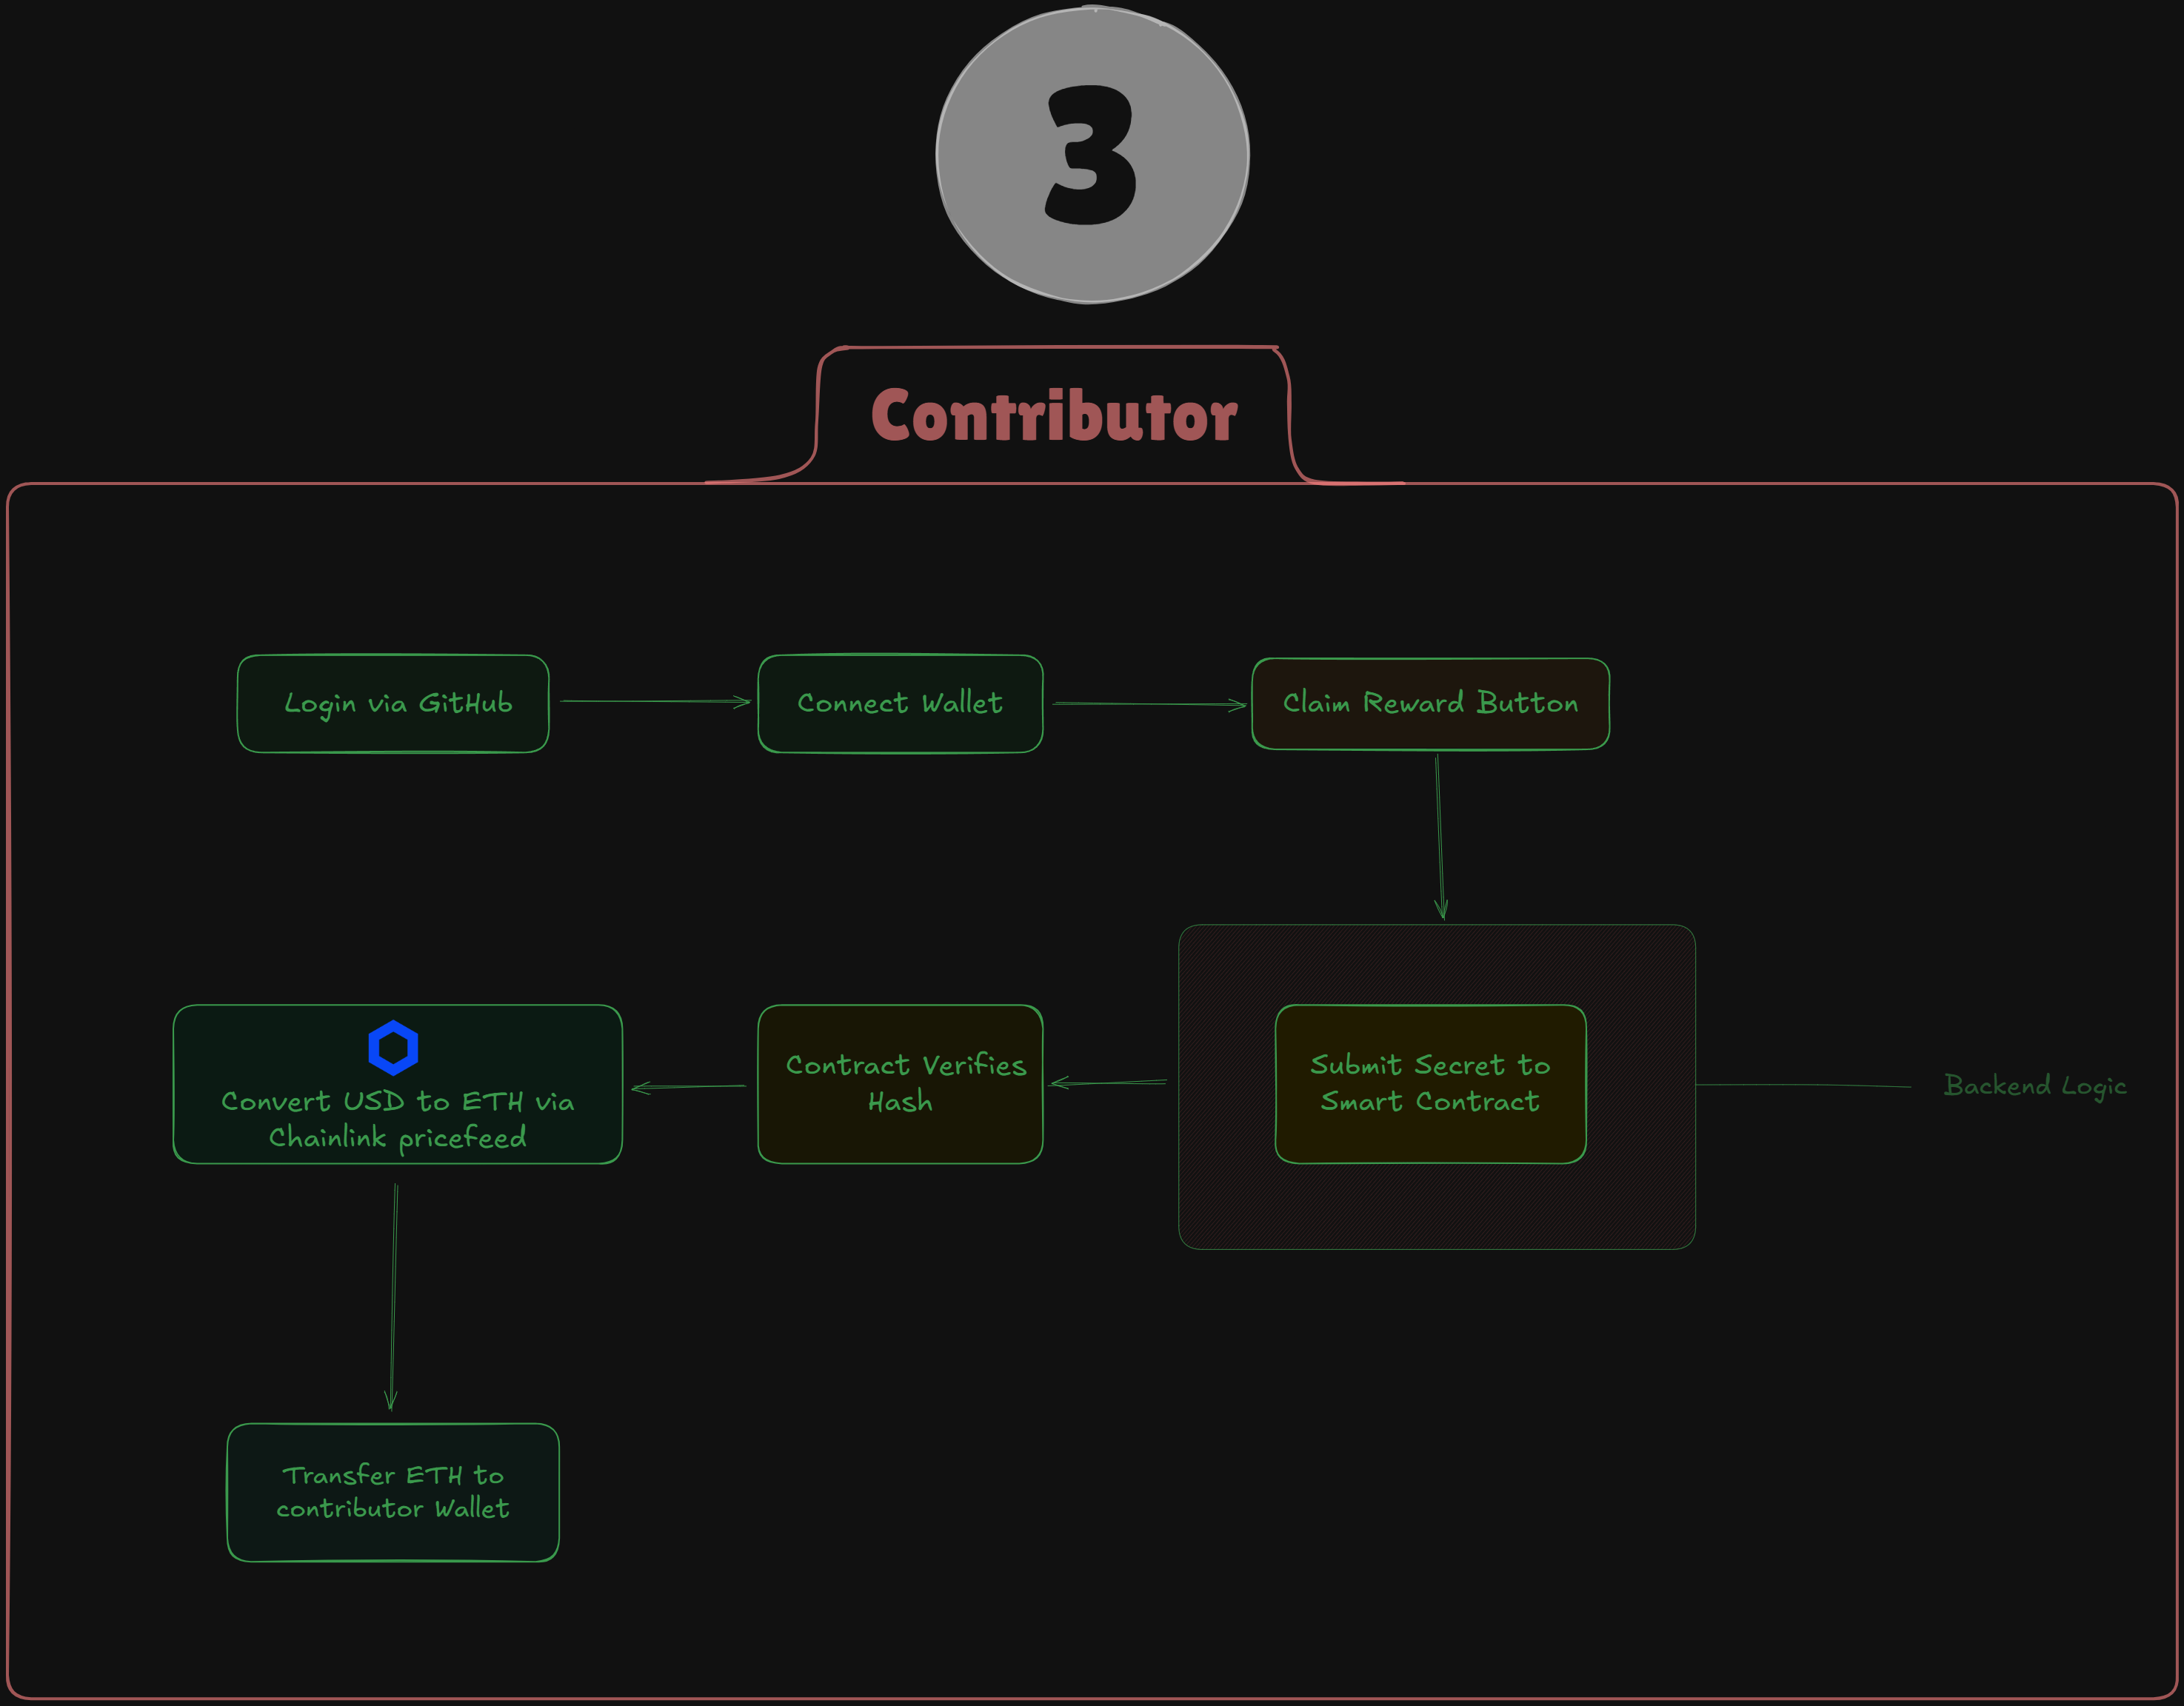 3
Contributor
Login via GitHub
Connect Wallet
Claim Reward Button
Submit Secret to
Smart Contract
Backend Logic
Contract Verifies
Hash
Convert USD to ETH via
Chainlink pricefeed
Transfer ETH to
contributor Wallet